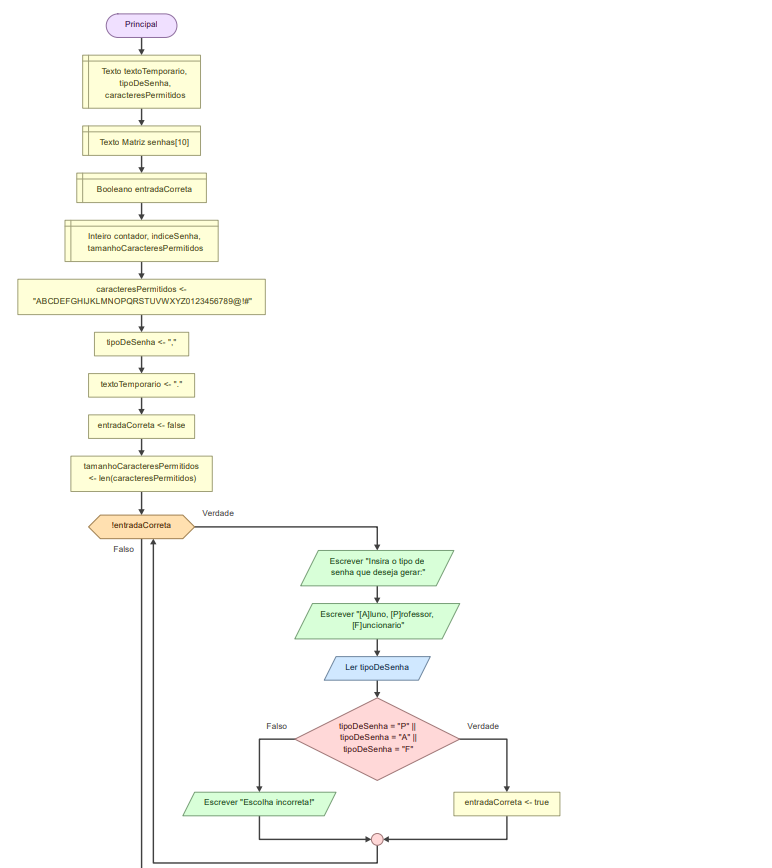 Principal
Texto textoTemporario,
tipoDeSenha,
caracteresPermitidos
Texto Matriz senhas[10]
Booleano entradaCorreta
Inteiro contador, indiceSenha,
tamanhoCaracteresPermitidos
caracteresPermitidos <-
"ABCDEFGHIJKLMNOPQRSTUVWXYZ0123456789@!#"
tipoDeSenha <- ","
textoTemporario <- "."
entradaCorreta <- false
tamanhoCaracteresPermitidos
<- len(caracteresPermitidos)
!entradaCorreta
Verdade
Falso
Escrever "Insira o tipo de
senha que deseja gerar:"
Escrever "[A]luno, [P]rofessor,
[F]uncionario"
Ler tipoDeSenha
tipoDeSenha = "P" ||
tipoDeSenha = "A" ||
tipoDeSenha = "F"
Falso
Verdade
Escrever "Escolha incorreta!"
entradaCorreta <- true